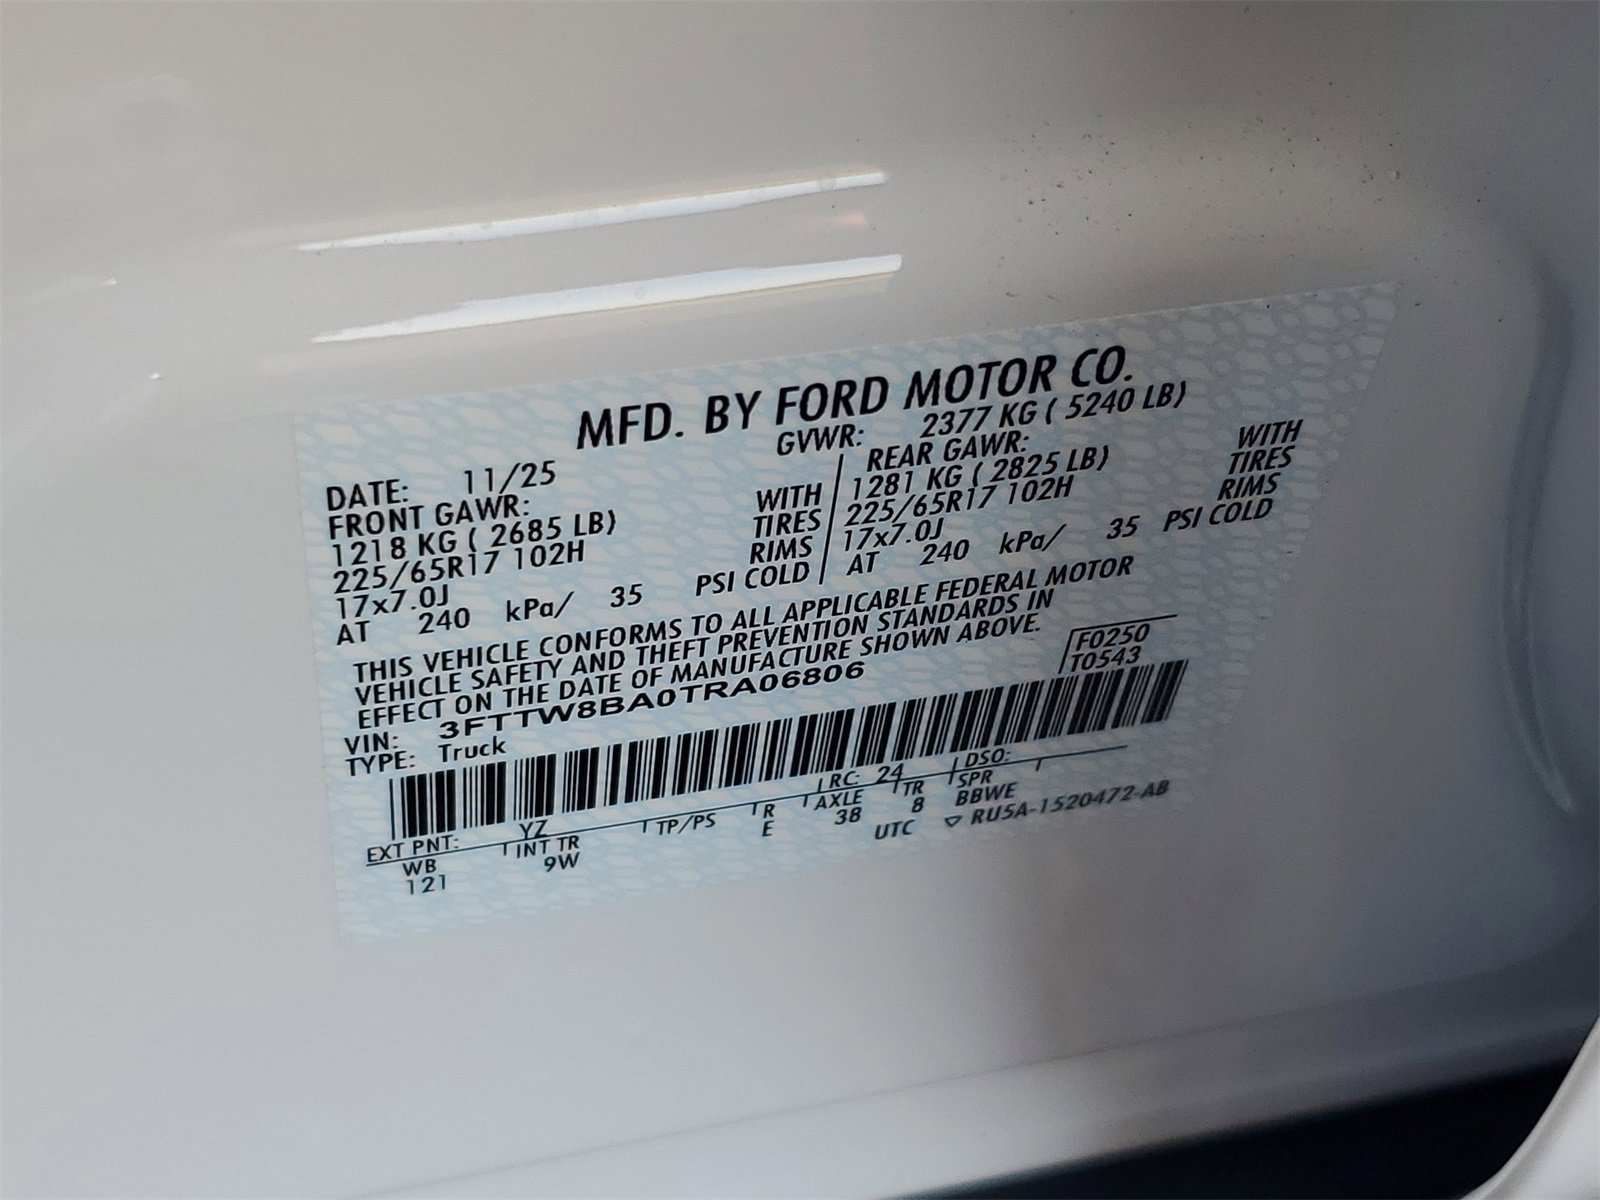 MFD. BY FORD MOTOR CO.
DATE: 11/25 GVWR: 2377 KG ( 5240 LB)
FRONT GAWR: REAR GAWR:
1218 KG ( 2685 LB) WITH 1281 KG ( 2825 LB) WITH
225/65R17 102H TIRES 225/65R17 102H TIRES
17x7.0J RIMS 17x7.0J RIMS
AT 240 kPa/ 35 PSI COLD AT 240 kPa/ 35 PSI COLD
THIS VEHICLE CONFORMS TO ALL APPLICABLE FEDERAL MOTOR
VEHICLE SAFETY AND THEFT PREVENTION STANDARDS IN
EFFECT ON THE DATE OF MANUFACTURE SHOWN ABOVE.
VIN: 3FTTW8BA0TRA06806 F0250
TYPE: Truck T0543
EXT PNT: YZ RC: 24 DSO:
WB INT TR TP/PS R AXLE TR SPR
121 9W E 38 8 BBWE
UTC ▽ RU5A-1520472-AB